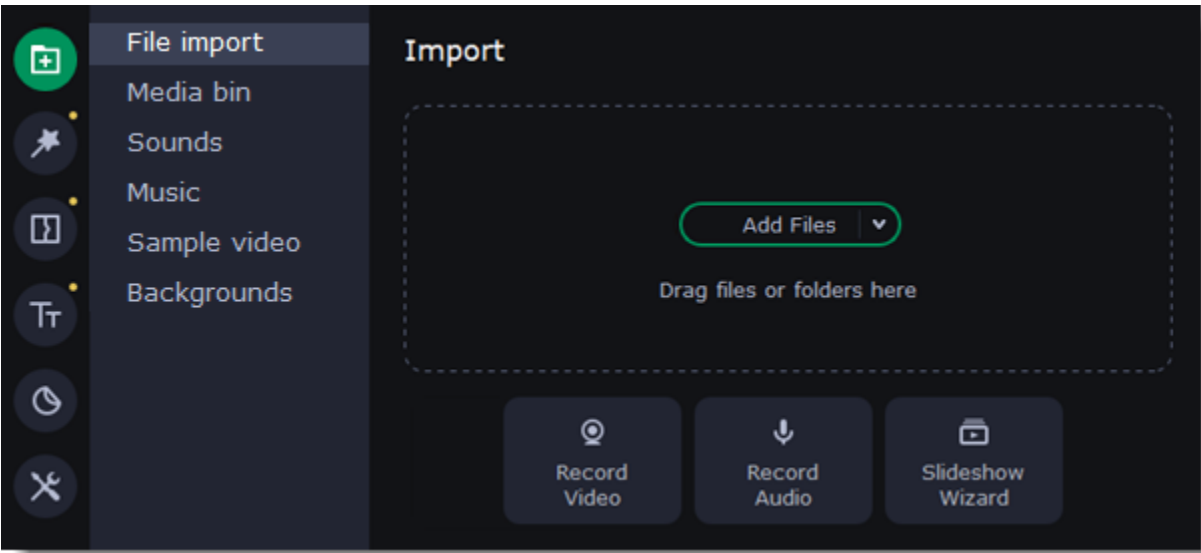 File import
Media bin
Sounds
Music
Sample video
Backgrounds
Import
Add Files
Drag files or folders here
Record
Video
Record
Audio
Slideshow
Wizard
Tт